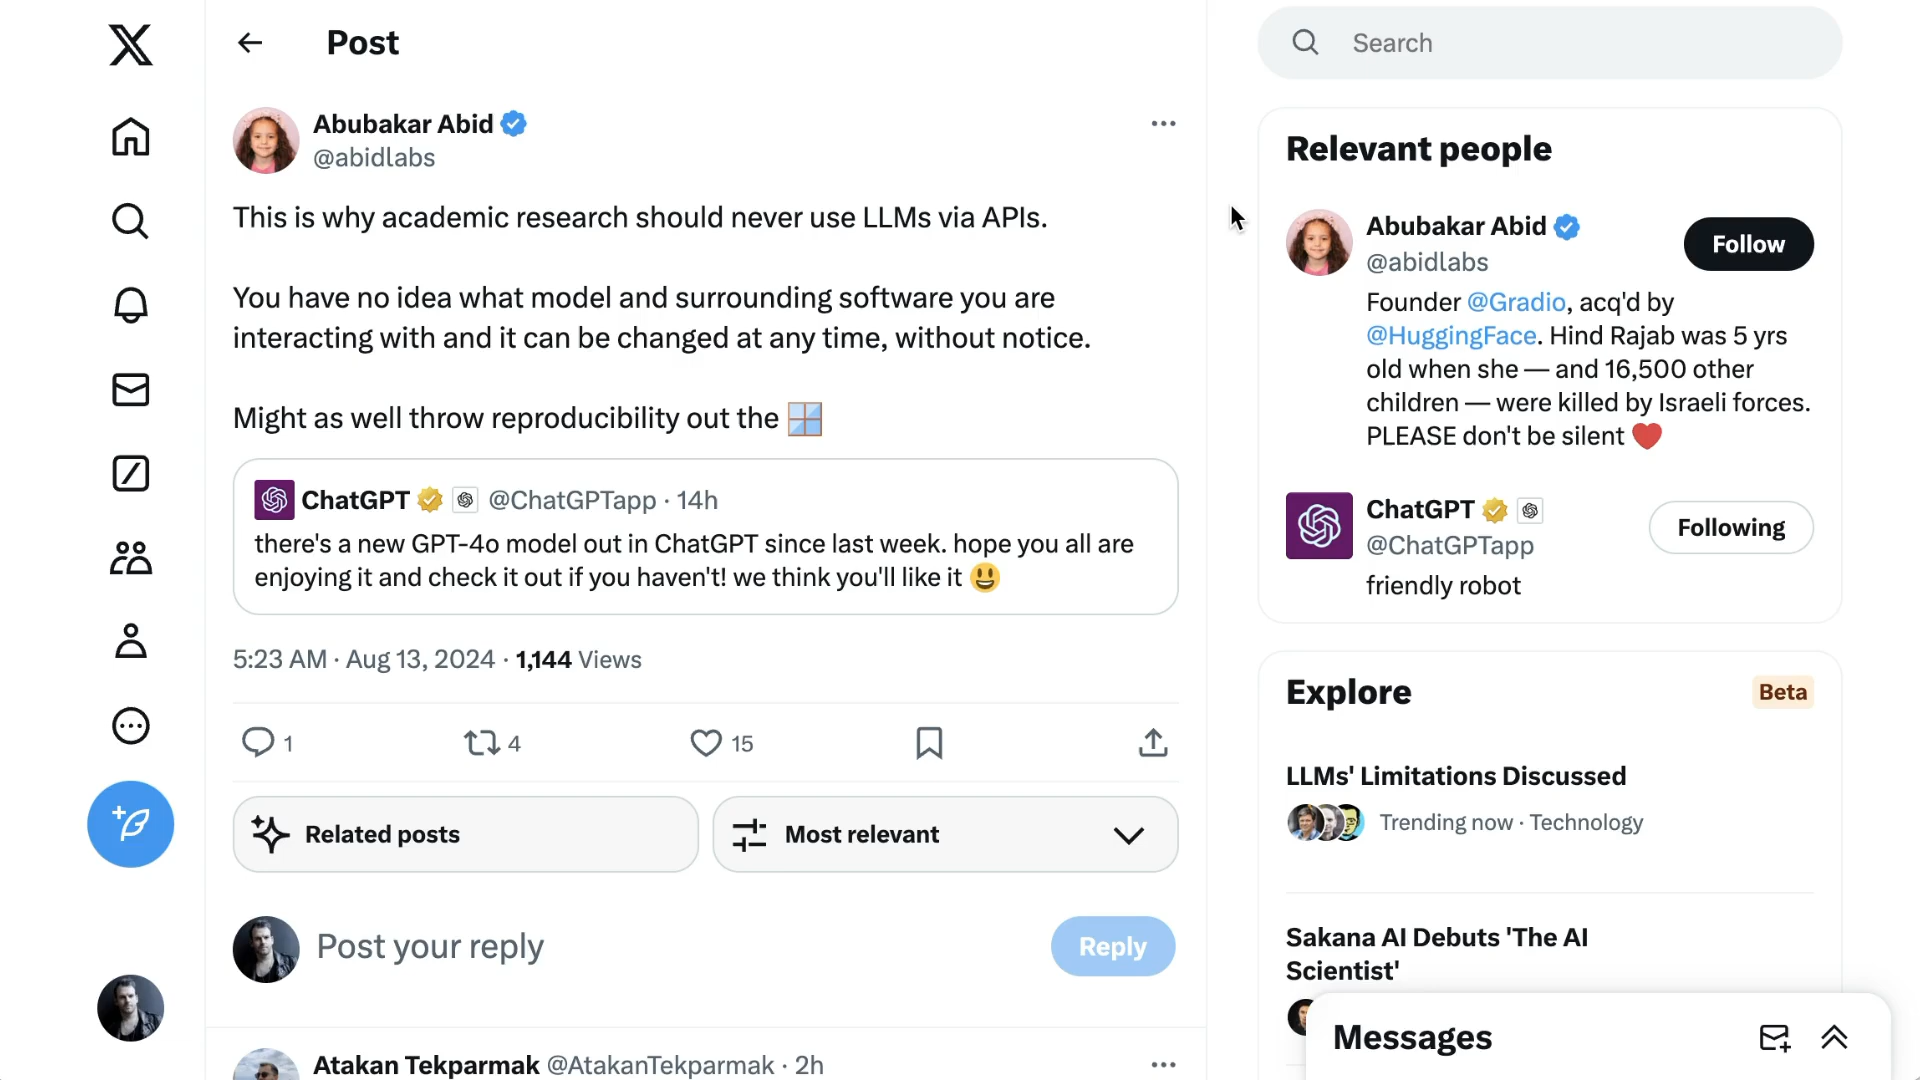 Post
Abubakar Abid
@abidlabs
This is why academic research should never use LLMs via APIs.
You have no idea what model and surrounding software you are
interacting with and it can be changed at any time, without notice.
Might as well throw reproducibility out the 🪟
ChatGPT @ChatGPTapp · 14h
there's a new GPT-4o model out in ChatGPT since last week. hope you all are
enjoying it and check it out if you haven't! we think you'll like it 😃
5:23 AM · Aug 13, 2024 · 1,144 Views
1 4 15
Related posts
Most relevant
Post your reply
Reply
Atakan Tekparmak @AtakanTekparmak · 2h
Search
Relevant people
Abubakar Abid
@abidlabs
Follow
Founder @Gradio, acq'd by
@HuggingFace. Hind Rajab was 5 yrs
old when she — and 16,500 other
children — were killed by Israeli forces.
PLEASE don't be silent ❤️
ChatGPT
@ChatGPTapp
Following
friendly robot
Explore
Beta
LLMs' Limitations Discussed
Trending now · Technology
Sakana AI Debuts 'The AI
Scientist'
Messages